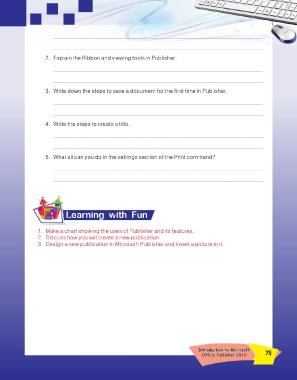 2. Explain the Ribbon and viewing tools in Publisher.
3. Write down the steps to save a document for the first time in Publisher.
4. Write the steps to create a title.
5. What all can you do in the settings section of the Print command?
Learning with Fun
1. Make a chart showing the uses of Publisher and its features.
2. Discuss how you will create a new publication.
3. Design a new publication in Microsoft Publisher and insert a picture in it.
Introduction to Microsoft
Office Publisher 2010
75